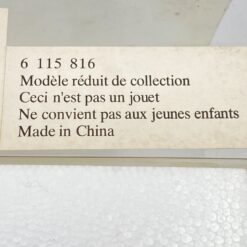 6 115 816
Modèle réduit de collection
Ceci n'est pas un jouet
Ne convient pas aux jeunes enfants
Made in China